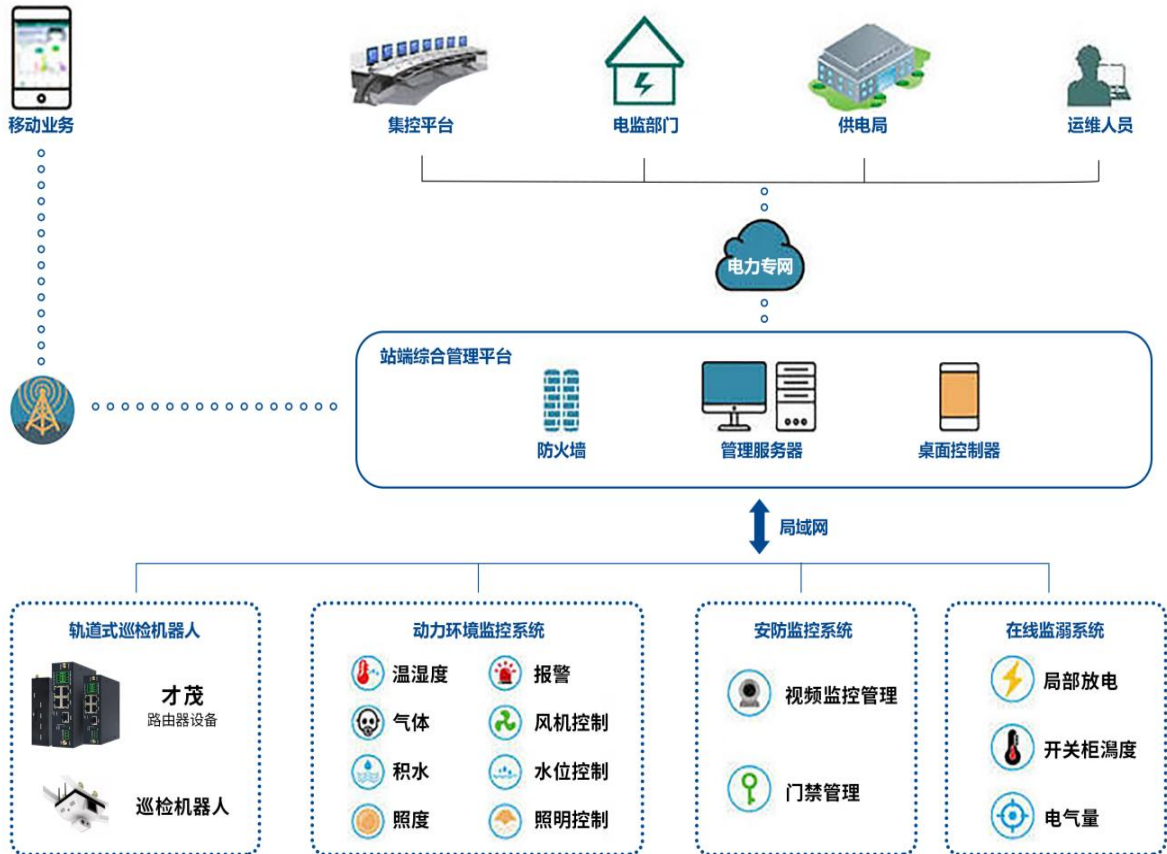 移动业务
集控平台
电监部门
供电局
运维人员
电力专网
站端综合管理平台
防火墙
管理服务器
桌面控制器
局域网
轨道式巡检机器人
才茂
路由器设备
巡检机器人
动力环境监控系统
温湿度
报警
气体
风机控制
积水
水位控制
照度
照明控制
安防监控系统
视频监控管理
门禁管理
在线监溺系统
局部放电
开关柜潟度
电气量